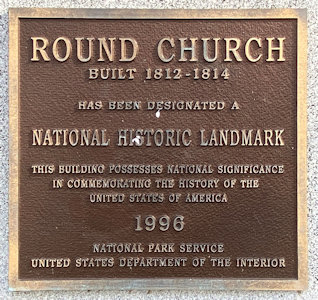 ROUND CHURCH
BUILT 1812-1814
HAS BEEN DESIGNATED A
NATIONAL HISTORIC LANDMARK
THIS BUILDING POSSESSES NATIONAL SIGNIFICANCE
IN COMMEMORATING THE HISTORY OF THE
UNITED STATES OF AMERICA
1996
NATIONAL PARK SERVICE
UNITED STATES DEPARTMENT OF THE INTERIOR